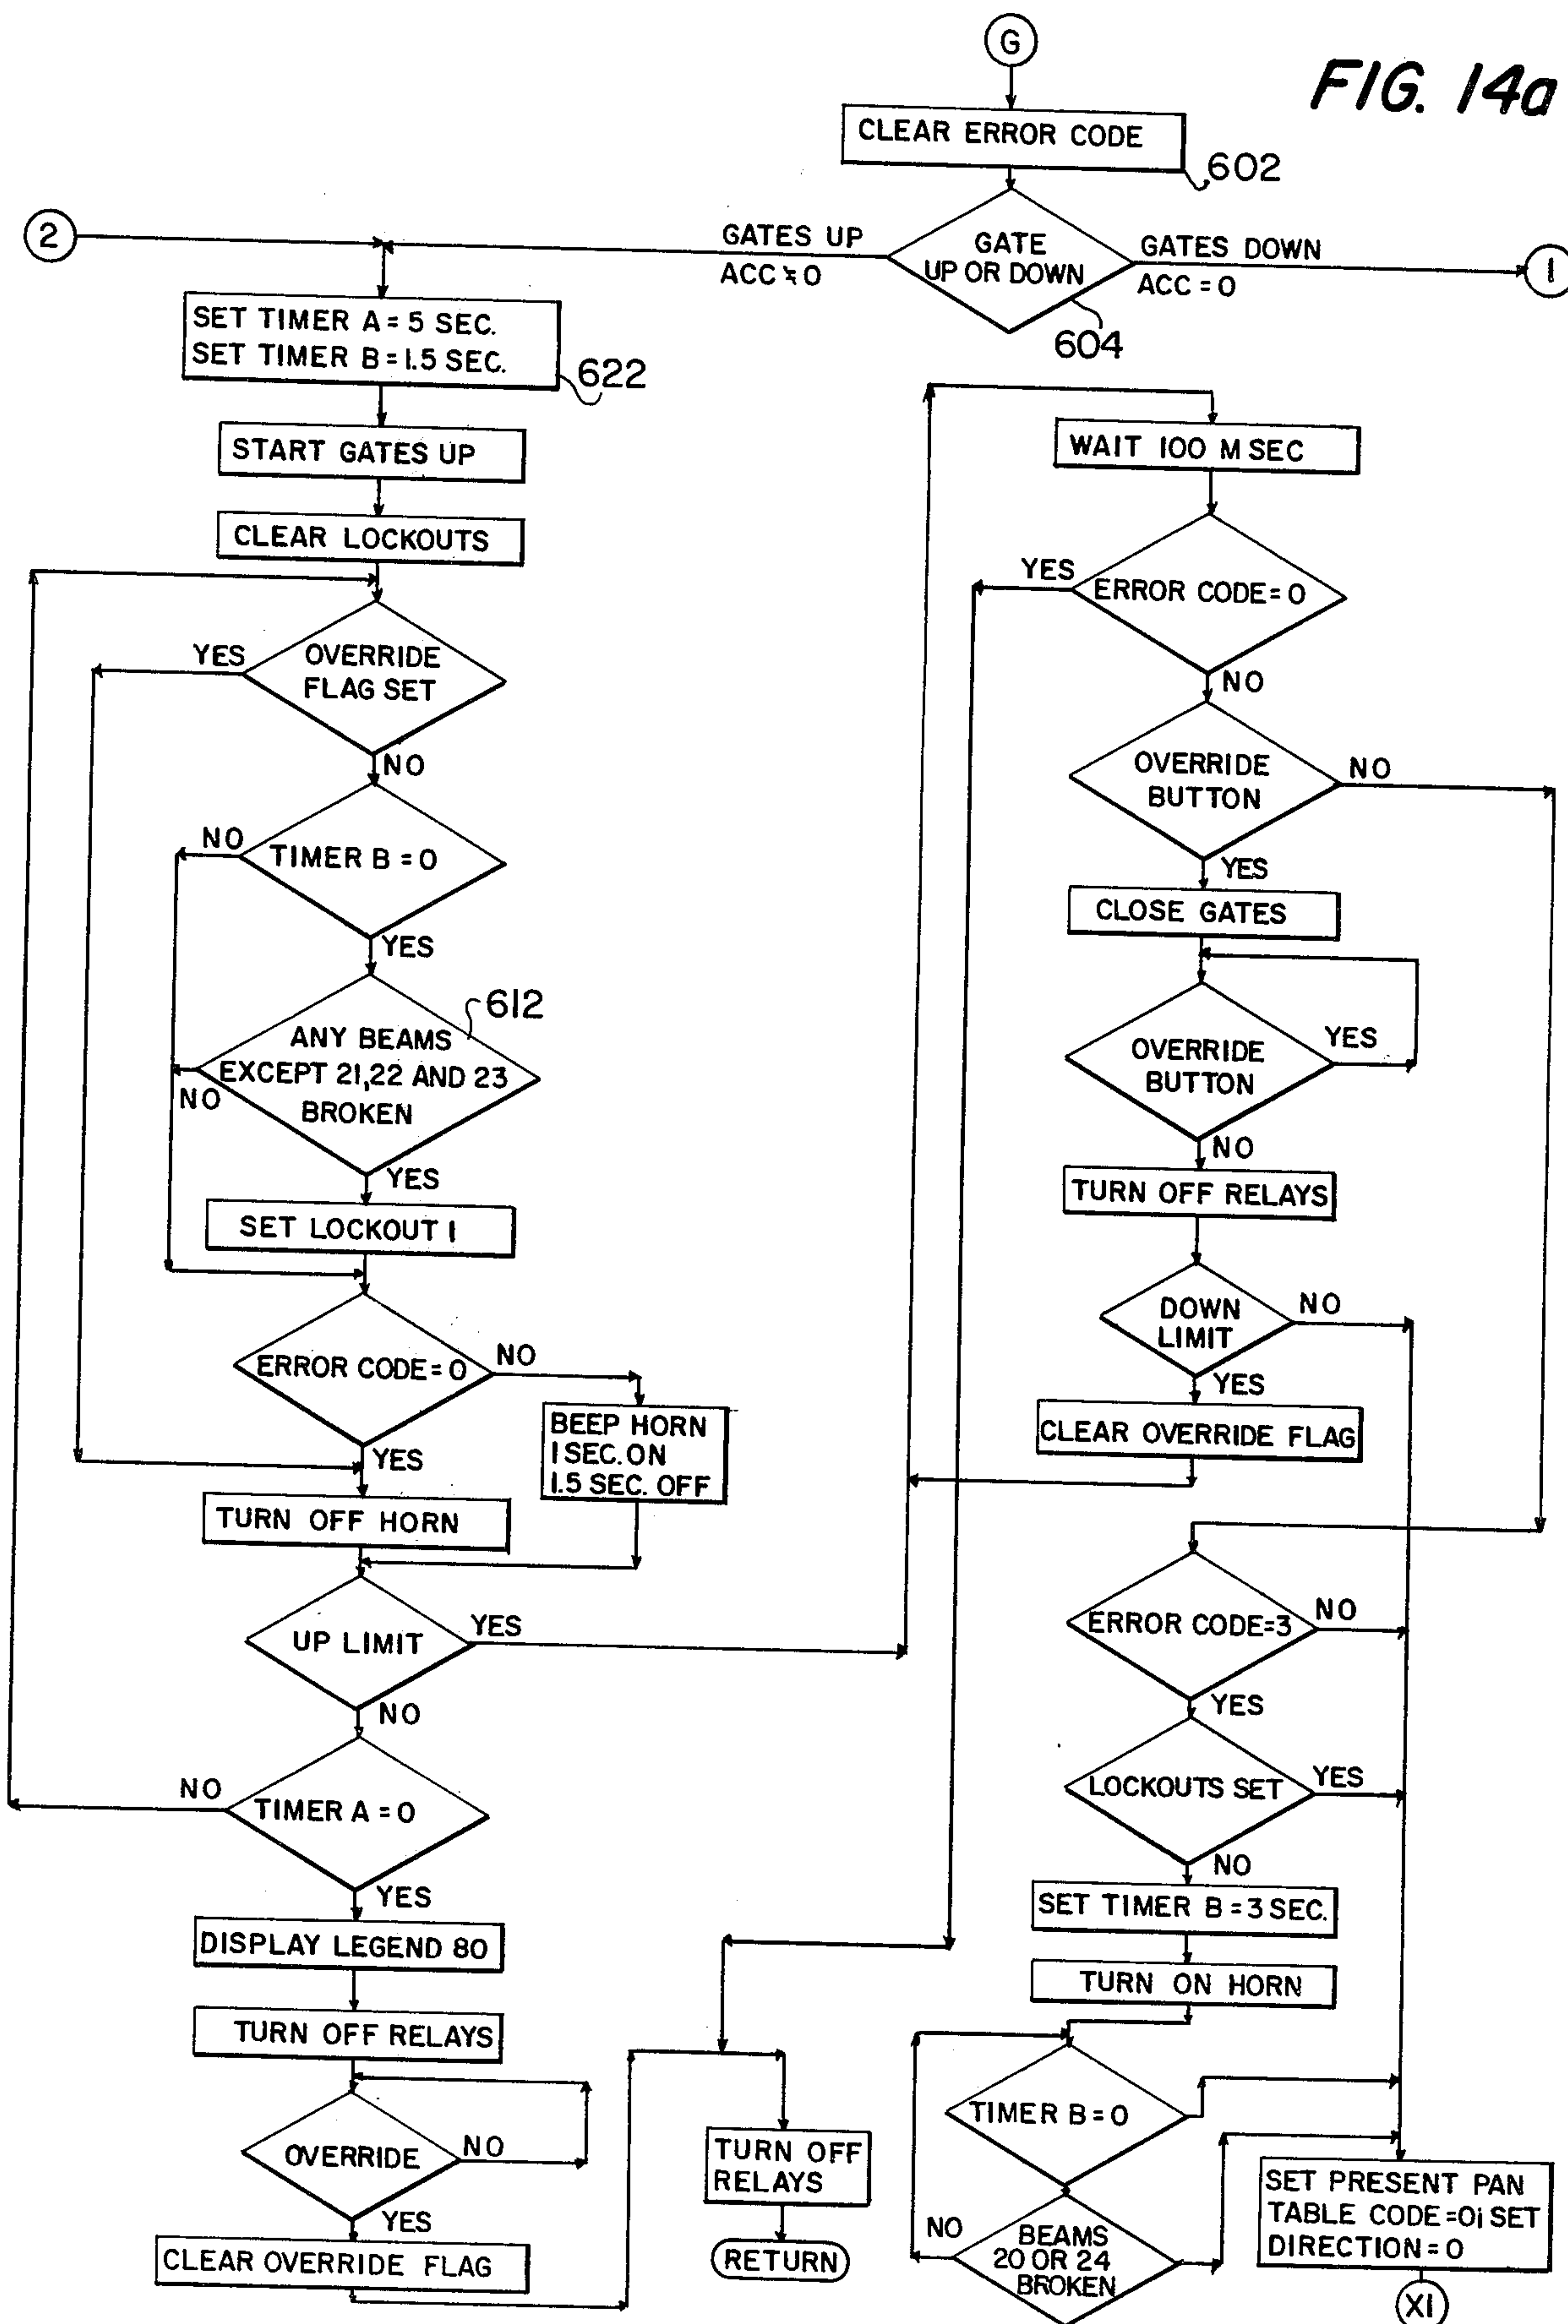 G
FIG. 14a
CLEAR ERROR CODE
602
2
GATES UP
ACC ≠ 0
GATE
UP OR DOWN
GATES DOWN
ACC = 0
1
604
SET TIMER A = 5 SEC.
SET TIMER B = 1.5 SEC.
622
START GATES UP
CLEAR LOCKOUTS
YES
OVERRIDE
FLAG SET
NO
NO
TIMER B = 0
YES
612
ANY BEAMS
EXCEPT 21,22 AND 23
BROKEN
NO
YES
SET LOCKOUT 1
ERROR CODE = 0
NO
BEEP HORN
1 SEC. ON
1.5 SEC. OFF
YES
TURN OFF HORN
UP LIMIT
YES
NO
NO
TIMER A = 0
YES
DISPLAY LEGEND 80
TURN OFF RELAYS
OVERRIDE
NO
YES
CLEAR OVERRIDE FLAG
TURN OFF
RELAYS
RETURN
WAIT 100 M SEC
YES
ERROR CODE = 0
NO
OVERRIDE
BUTTON
NO
YES
CLOSE GATES
OVERRIDE
BUTTON
YES
NO
TURN OFF RELAYS
DOWN
LIMIT
NO
YES
CLEAR OVERRIDE FLAG
ERROR CODE=3
NO
YES
LOCKOUTS SET
YES
NO
SET TIMER B = 3 SEC.
TURN ON HORN
TIMER B = 0
NO
BEAMS
20 OR 24
BROKEN
SET PRESENT PAN
TABLE CODE =0; SET
DIRECTION = 0
XI